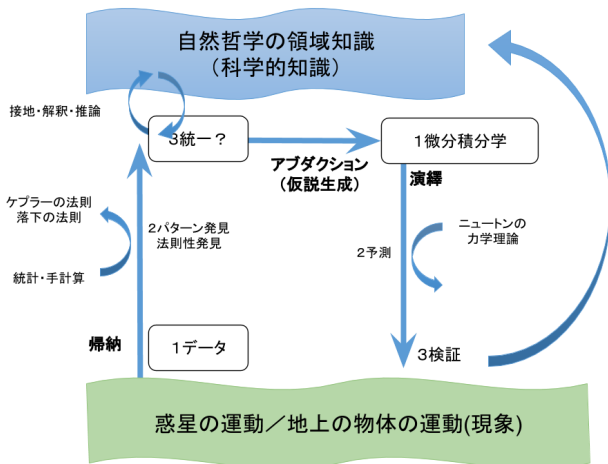 自然哲学の領域知識
（科学的知識）
接地・解釈・推論
3統一？
1微分積分学
アブダクション
（仮説生成）
演繹
ケプラーの法則
落下の法則
2パターン発見
法則性発見
ニュートンの
力学理論
2予測
統計・手計算
帰納
1データ
3検証
惑星の運動／地上の物体の運動(現象)